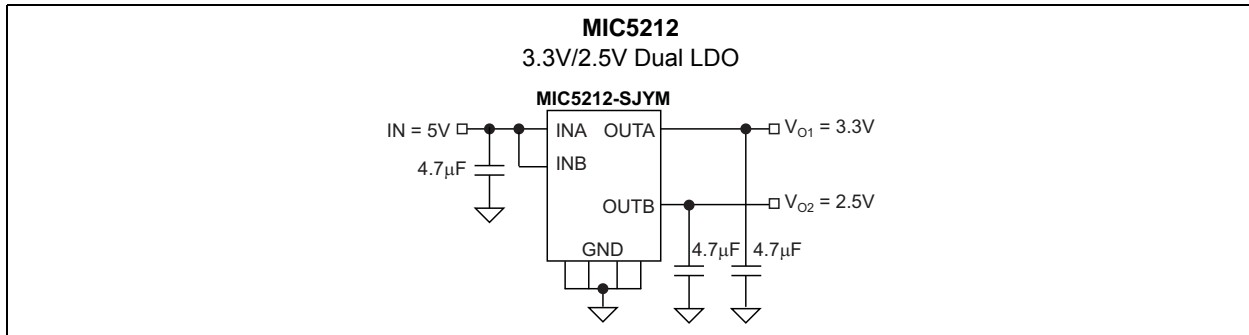 MIC5212
3.3V/2.5V Dual LDO
MIC5212-SJYM
IN = 5V
INA OUTA
VO1 = 3.3V
INB
4.7μF
OUTB
VO2 = 2.5V
GND
4.7μF
4.7μF